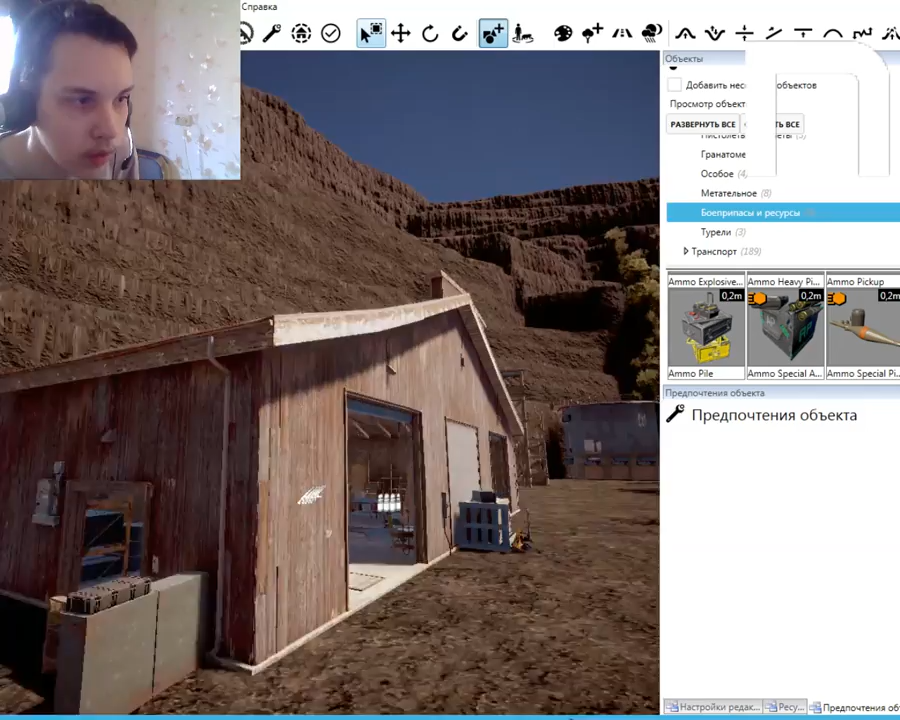 Справка
Объекты
Добавить нес объектов
Просмотр объект
РАЗВЕРНУТЬ ВСЕ ТЬ ВСЕ
Гранатоме
Особое (4)
Метательное (8)
Боеприпасы и ресурсы
Турели (3)
Транспорт (189)
Ammo Explosive... Ammo Heavy Pi... Ammo Pickup
0,2m 0,2m 0,2m
Ammo Pile Ammo Special A... Ammo Special Pi...
Предпочтения объекта
Предпочтения объекта
Настройки редак... Ресу... Предпочтения об